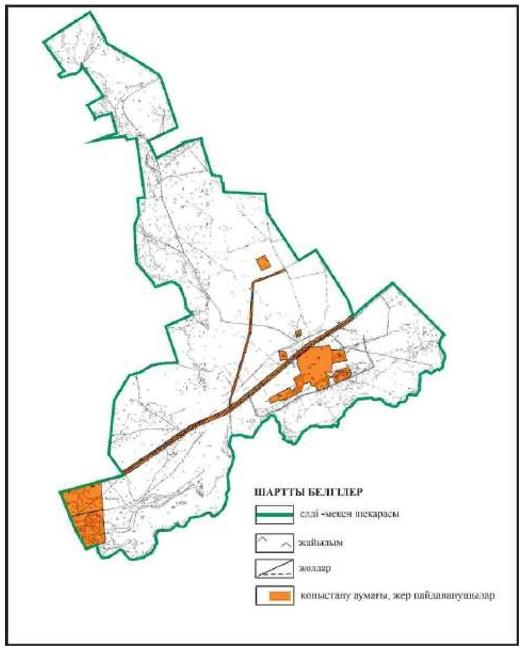 ШАРТТЫ БЕЛГІЛЕР
елді -мекен шекарасы
жайылым
жолдар
қоныстану аумағы, жер пайдаланушылар